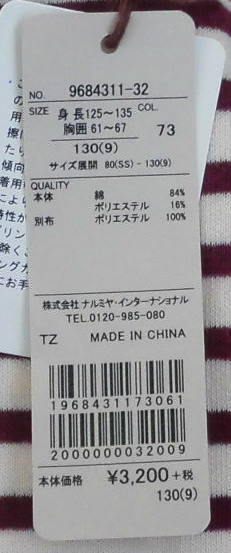 NO. 9684311-32
SIZE 身長125～135 COL.
胸囲 61～67 73
130(9)
サイズ展開 80(SS) - 130(9)
QUALITY
本体 綿 84%
ポリエステル 16%
別布 ポリエステル 100%
株式会社 ナルミヤ・インターナショナル
TEL.0120-985-080
TZ MADE IN CHINA
1968431173061
2000000032009
本体価格 ¥3,200+税
130(9)